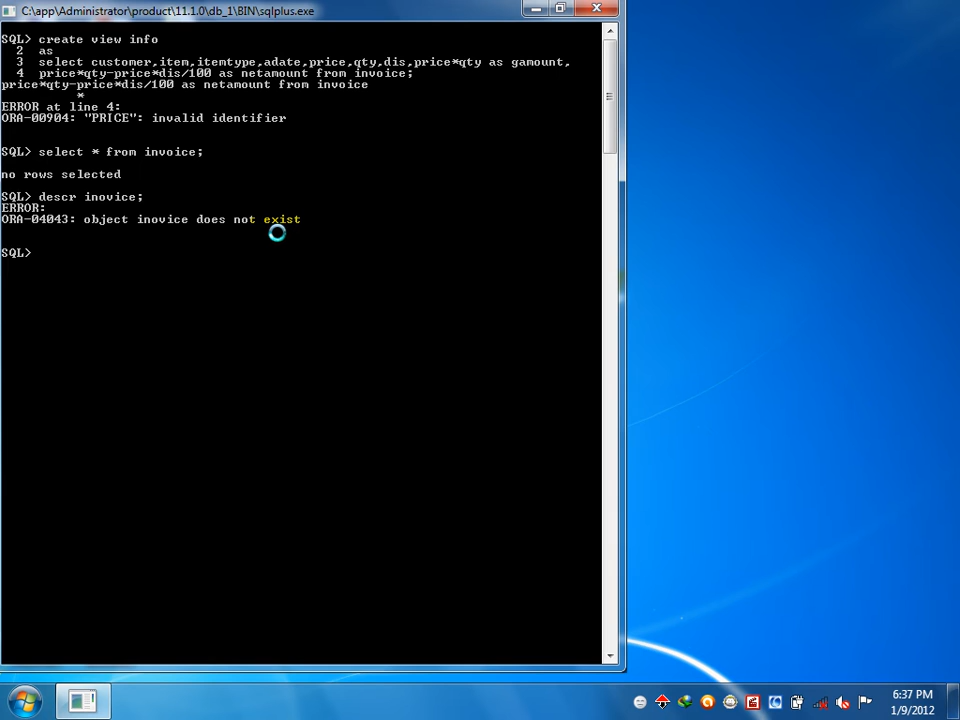 C:\app\Administrator\product\11.1.0\db_1\BIN\sqlplus.exe
SQL> create view info
2 as
3 select customer,item,itemtype,adate,price,qty,dis,price*qty as gamount,
4 price*qty-price*dis/100 as netamount from invoice;
price*qty-price*dis/100 as netamount from invoice
*
ERROR at line 4:
ORA-00904: "PRICE": invalid identifier
SQL> select * from invoice;
no rows selected
SQL> descr inovice;
ERROR:
ORA-04043: object inovice does not exist
SQL>
6:37 PM
1/9/2012